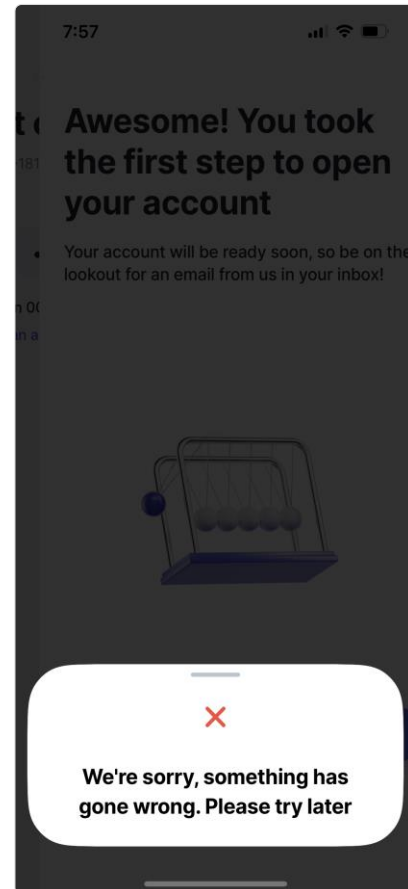 7:57
Awesome! You took
the first step to open
your account
-181
Your account will be ready soon, so be on the
lookout for an email from us in your inbox!
We're sorry, something has
gone wrong. Please try later